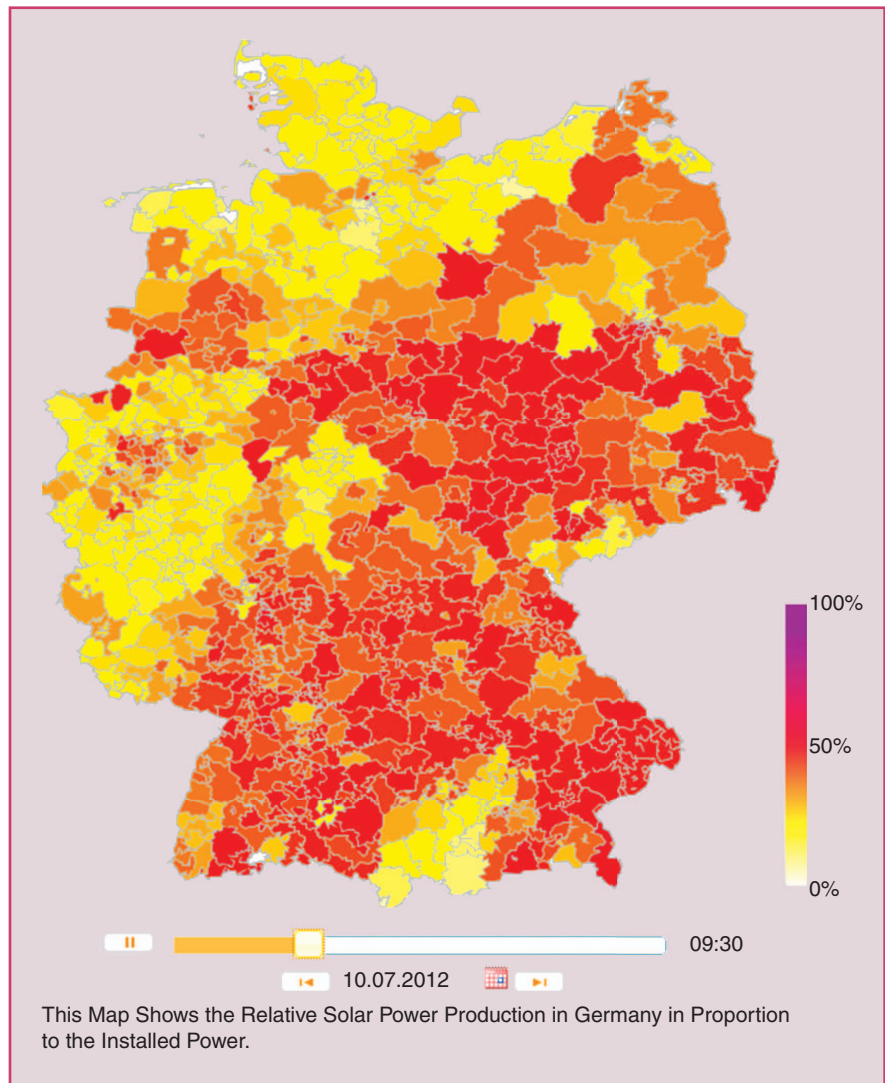 100%
50%
0%
09:30
10.07.2012
This Map Shows the Relative Solar Power Production in Germany in Proportion
to the Installed Power.